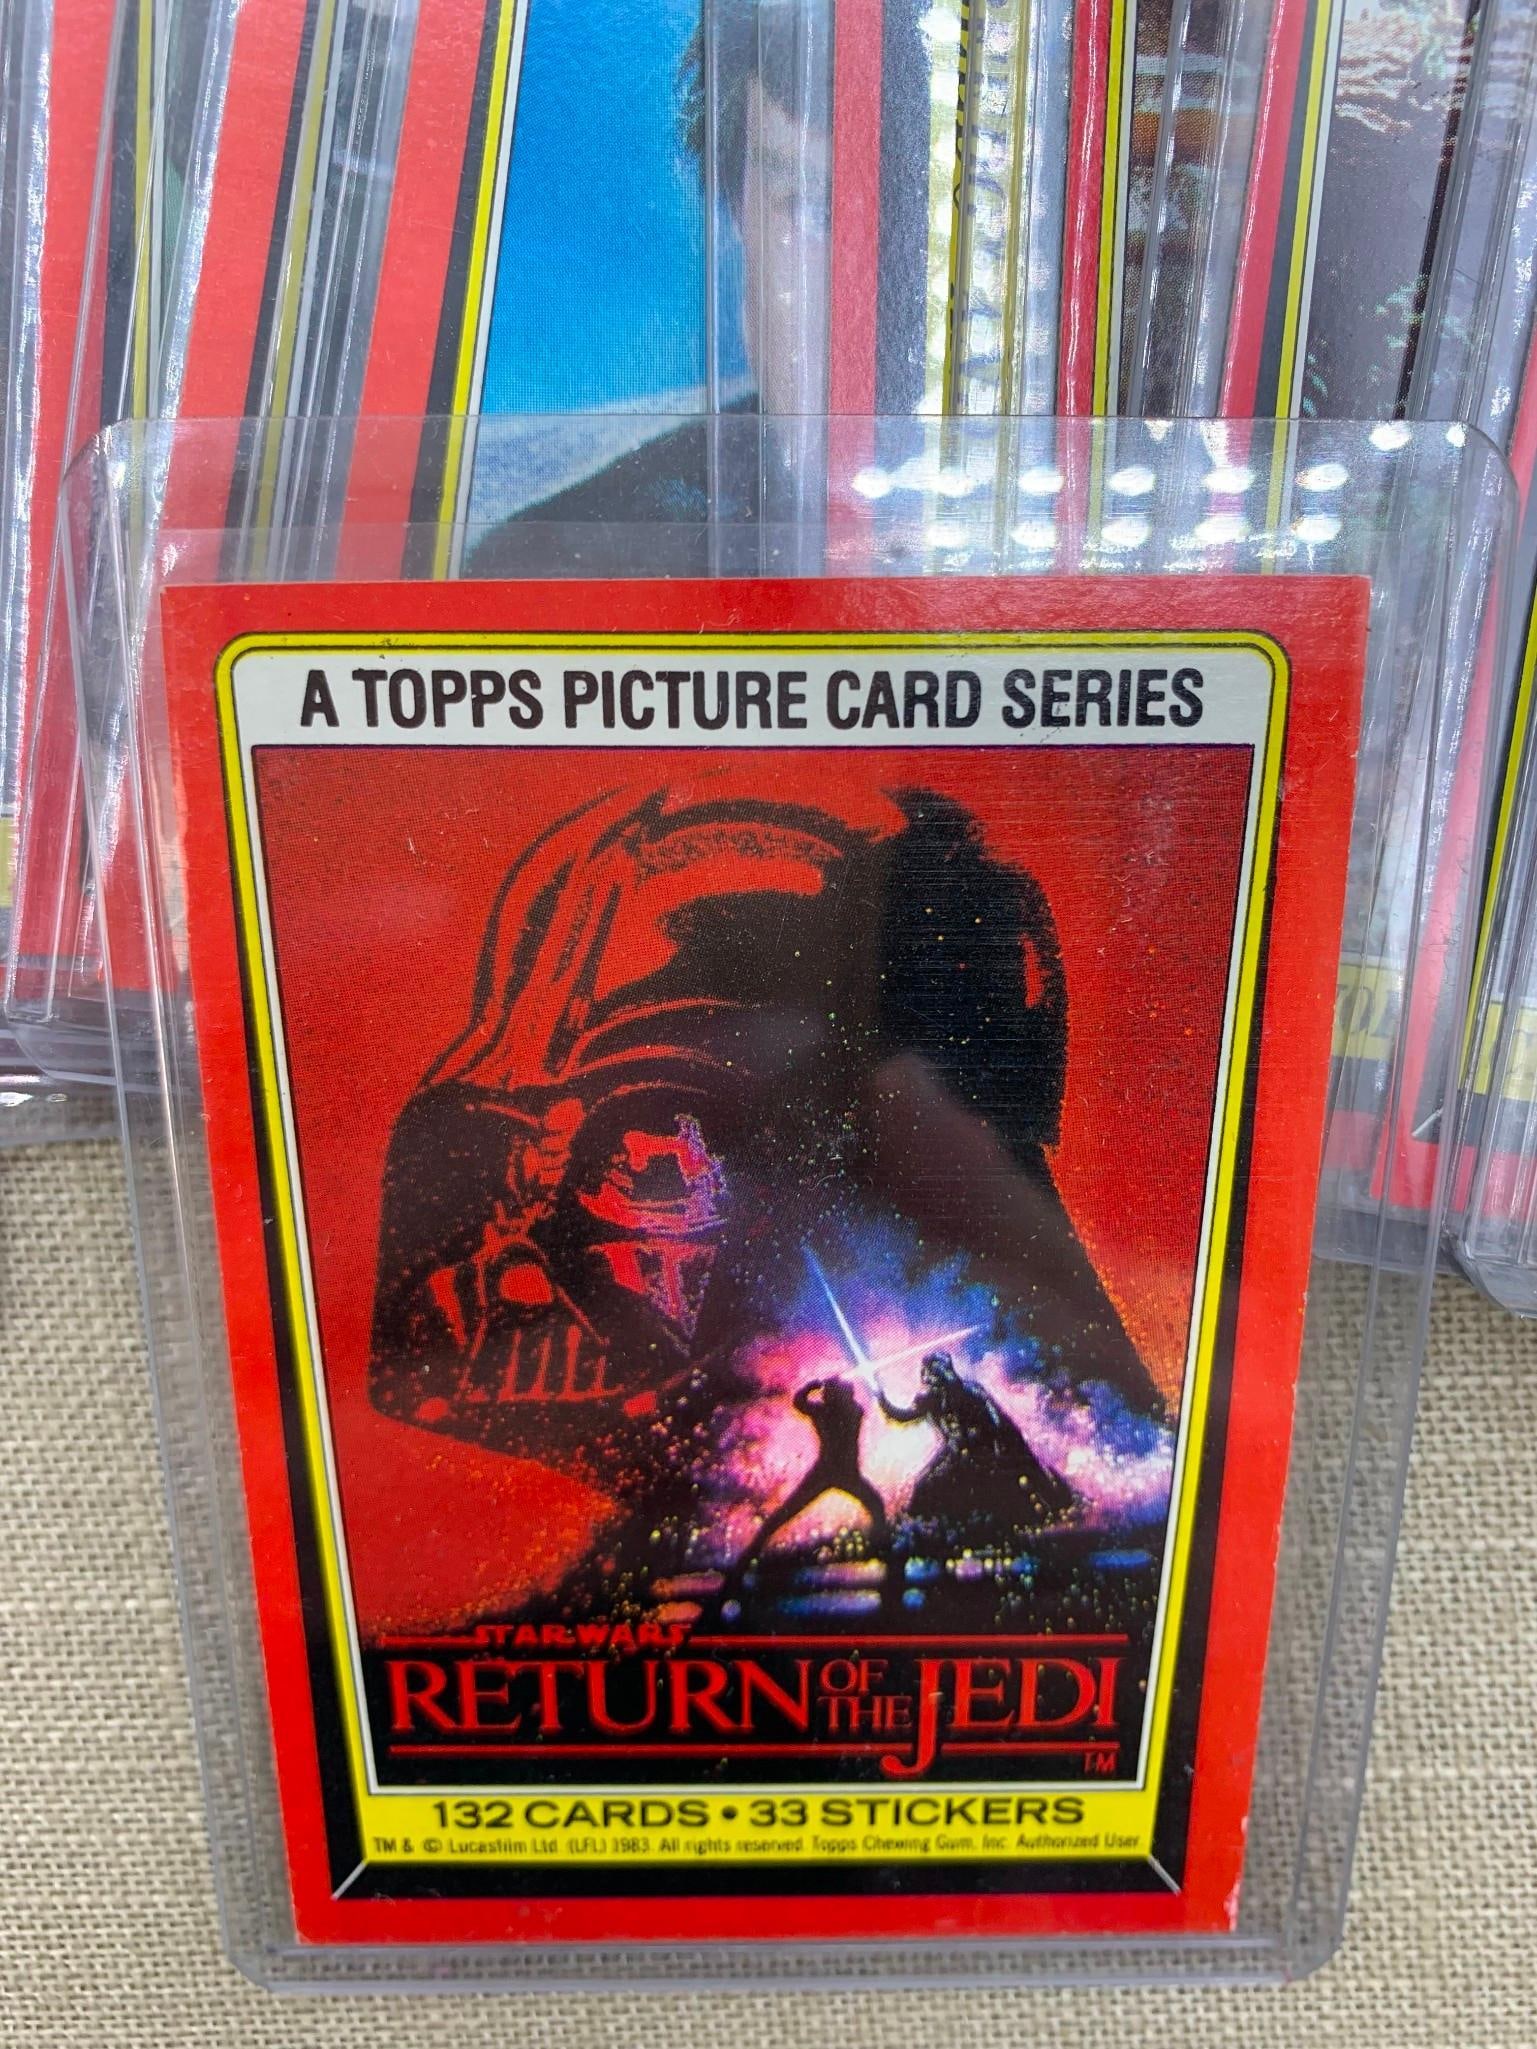 A TOPPS PICTURE CARD SERIES
STAR WARS
RETURN OF THE JEDI
TM
132 CARDS • 33 STICKERS
TM & © Lucasfilm Ltd. (LFL) 1983. All rights reserved. Topps Chewing Gum, Inc. Authorized User.